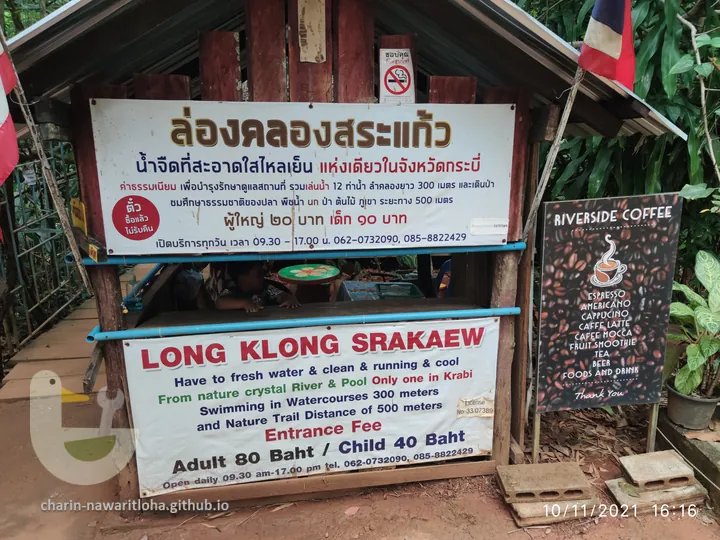 ล่องคลองสระแก้ว
น้ำจืดที่สะอาดใสไหลเย็น แห่งเดียวในจังหวัดกระบี่
ค่าธรรมเนียม เพื่อบำรุงรักษาดูแลสถานที่ รวมเล่นน้ำ 12 ท่าน้ำ ลำคลองยาว 300 เมตร และเดินป่า
ชมศึกษาธรรมชาติของปลา พืชน้ำ นก ป่า ต้นไม้ ภูเขา ระยะทาง 500 เมตร
ตั๋ว
ซื้อแล้ว
ไม่รับคืน
ผู้ใหญ่ ๒๐ บาท เด็ก ๑๐ บาท
เปิดบริการทุกวัน เวลา 09.30 - 17.00 น. 062-0732090, 085-8822429
LONG KLONG SRAKAEW
Have to fresh water & clean & running & cool
From nature crystal River & Pool Only one in Krabi
Swimming in Watercourses 300 meters
and Nature Trail Distance of 500 meters
License
No-33.07389
Entrance Fee
Adult 80 Baht / Child 40 Baht
Open daily 09.30 am-17.00 pm tel. 062-0732090, 085-8822429
RIVERSIDE COFFEE
ESPRESSO
AMERICANO
CAPPUCINO
CAFFE LATTE
CAFFE MOCCA
FRUIT SMOOTHIE
TEA
BEER
FOODS AND DRINK
Thank You
charin-nawaritloha.github.io
10/11/2021 16:16